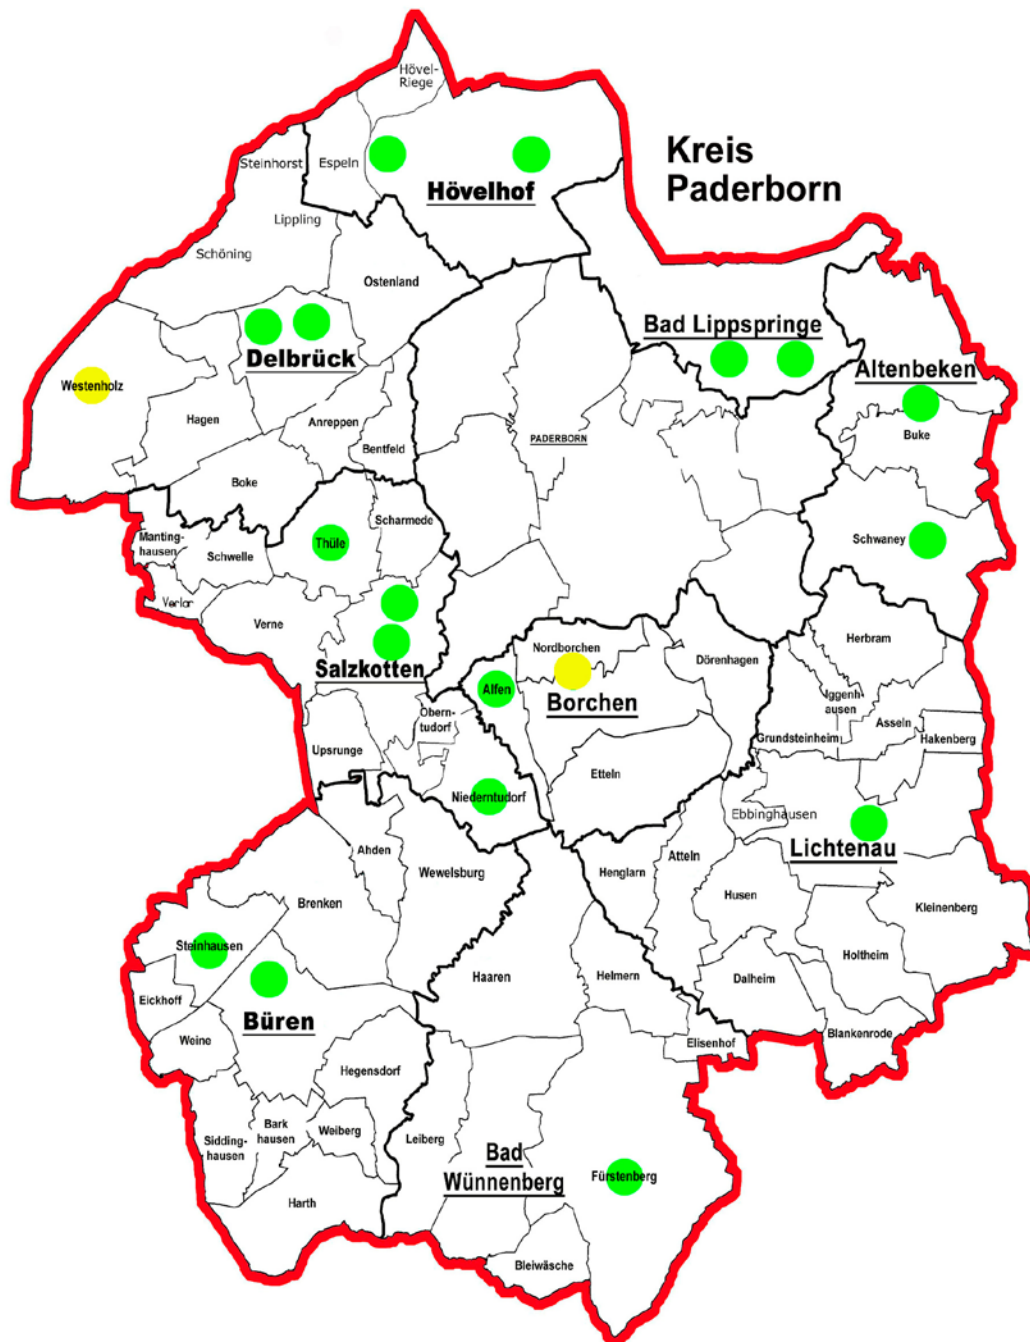 Hövel-
Riege
Kreis
Paderborn
Steinhorst
Espeln
Hövelhof
Lippling
Schöning
Ostenland
Bad Lippspringe
Delbrück
Altenbeken
Westenholz
Hagen
Anreppen
Buke
PADERBORN
Bentfeld
Boke
Scharmede
Manting-
hausen
Schwelle
Thüle
Schwaney
Verlar
Verne
Herbram
Nordborchen
Dörenhagen
Salzkotten
Alfen
Borchen
Iggenh-
ausen
Obern-
tudorf
Asseln
Grundsteinheim
Hakenberg
Upsrunge
Etteln
Niederntudorf
Ebbinghausen
Lichtenau
Ahden
Wewelsburg
Henglarn
Atteln
Husen
Brenken
Kleinenberg
Steinhausen
Holtheim
Haaren
Helmern
Dalheim
Eickhoff
Büren
Weine
Blankenrode
Elisenhof
Hegensdorf
Bark
hausen
Weiberg
Leiberg
Sidding-
hausen
Bad
Wünnenberg
Fürstenberg
Harth
Bleiwäsche